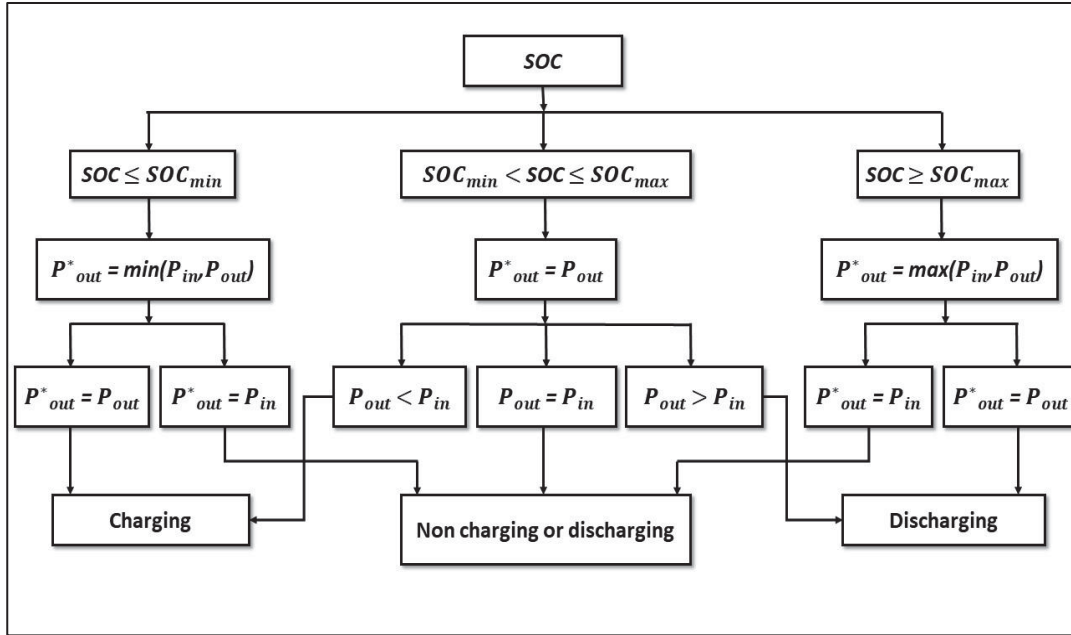 SOC
SOC ≤ SOC_min
SOC_min < SOC ≤ SOC_max
SOC ≥ SOC_max
P*_out = min(P_in, P_out)
P*_out = P_out
P*_out = max(P_in, P_out)
P*_out = P_out
P*_out = P_in
P_out < P_in
P_out = P_in
P_out > P_in
P*_out = P_in
P*_out = P_out
Charging
Non charging or discharging
Discharging